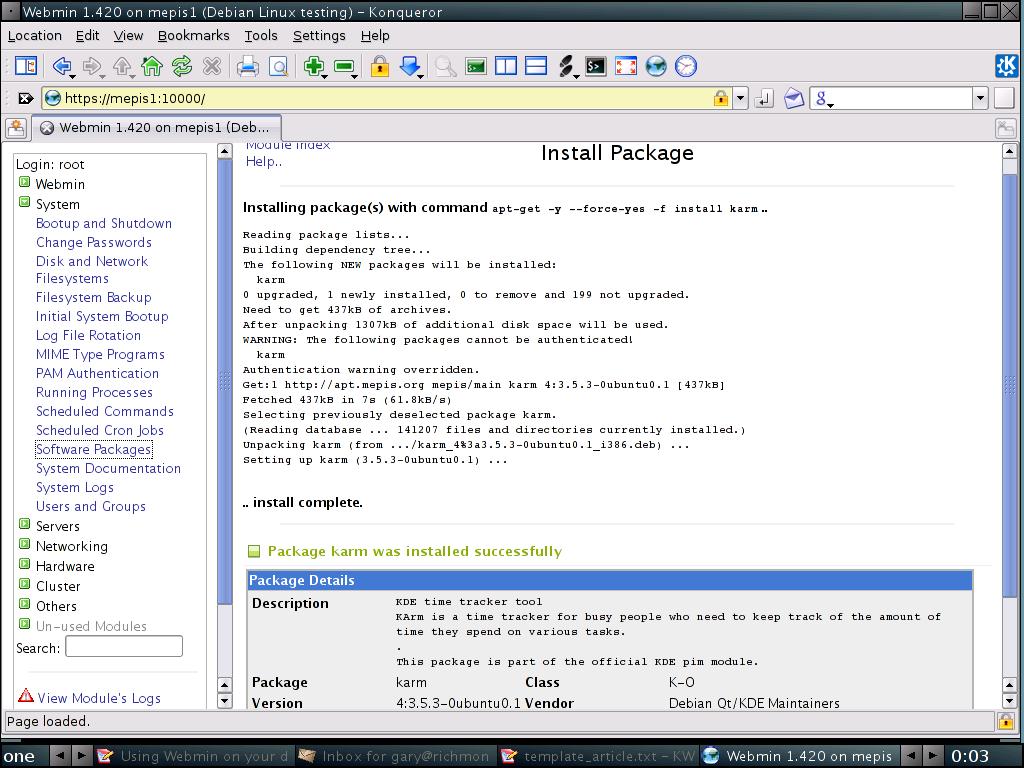 Webmin 1.420 on mepis1 (Debian Linux testing) - Konqueror
Location Edit View Bookmarks Tools Settings Help
https://mepis1:10000/
Webmin 1.420 on mepis1 (Deb...
Login: root
Webmin
System
Bootup and Shutdown
Change Passwords
Disk and Network
Filesystems
Filesystem Backup
Initial System Bootup
Log File Rotation
MIME Type Programs
PAM Authentication
Running Processes
Scheduled Commands
Scheduled Cron Jobs
Software Packages
System Documentation
System Logs
Users and Groups
Servers
Networking
Hardware
Cluster
Others
Un-used Modules
Search:
View Module's Logs
Module Index
Help..
Install Package
Installing package(s) with command apt-get -y --force-yes -f install karm ..
Reading package lists...
Building dependency tree...
The following NEW packages will be installed:
karm
0 upgraded, 1 newly installed, 0 to remove and 199 not upgraded.
Need to get 437kB of archives.
After unpacking 1307kB of additional disk space will be used.
WARNING: The following packages cannot be authenticated!
karm
Authentication warning overridden.
Get:1 http://apt.mepis.org mepis/main karm 4:3.5.3-0ubuntu0.1 [437kB]
Fetched 437kB in 7s (61.8kB/s)
Selecting previously deselected package karm.
(Reading database ... 141207 files and directories currently installed.)
Unpacking karm (from .../karm_4%3a3.5.3-0ubuntu0.1_i386.deb) ...
Setting up karm (3.5.3-0ubuntu0.1) ...
.. install complete.
Package karm was installed successfully
Package Details
Description KDE time tracker tool
KArm is a time tracker for busy people who need to keep track of the amount of
time they spend on various tasks.
.
This package is part of the official KDE pim module.
Package karm Class K-O
Version 4:3.5.3-0ubuntu0.1 Vendor Debian Qt/KDE Maintainers
Page loaded.
one Using Webmin on your d Inbox for gary@richmon template_article.txt - KW Webmin 1.420 on mepis 0:03